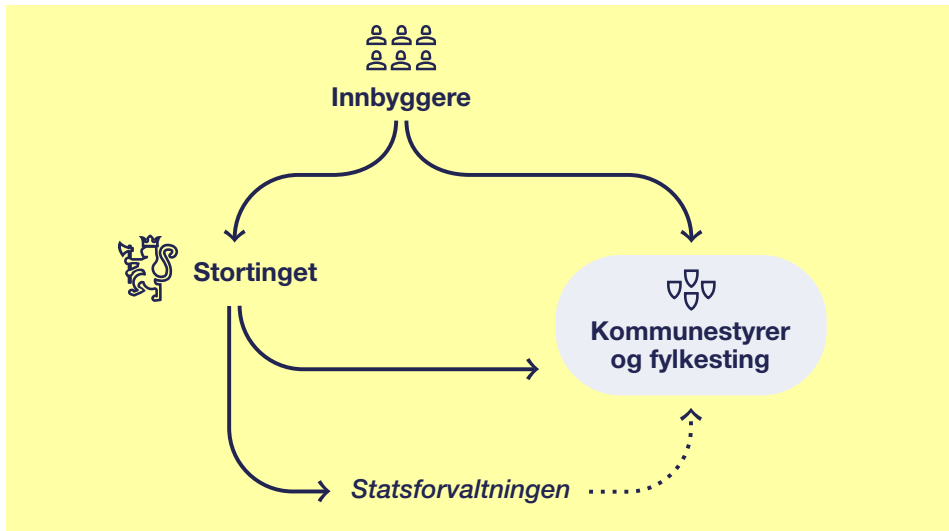 Innbyggere
Stortinget
Kommunestyrer
og fylkesting
Statsforvaltningen